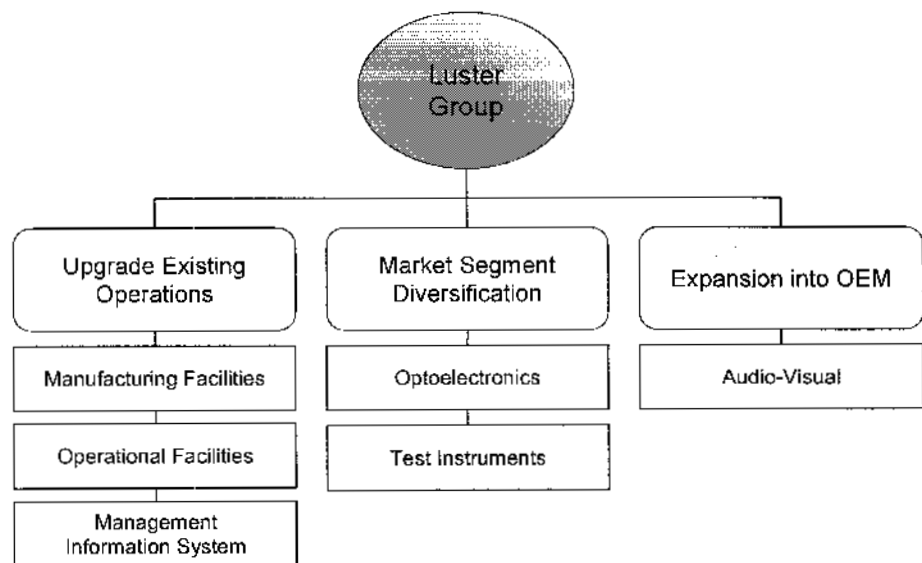 Luster
Group
Upgrade Existing
Operations
Market Segment
Diversification
Expansion into OEM
Manufacturing Facilities
Optoelectronics
Audio-Visual
Operational Facilities
Test Instruments
Management
Information System